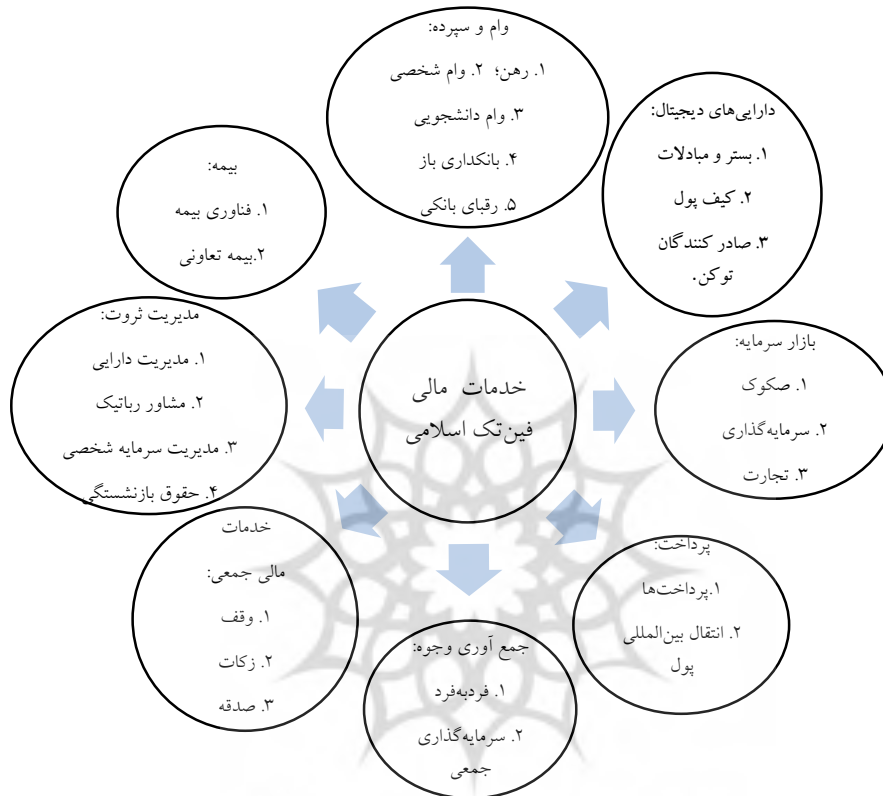 وام و سپرده:
۱. رهن؛ ۲. وام شخصی
۳. وام دانشجویی
۴. بانکداری باز
۵. رقبای بانکی
دارایی‌های دیجیتال:
۱. بستر و مبادلات
۲. کیف پول
۳. صادر کنندگان
توکن.
بازار سرمایه:
۱. صکوک
۲. سرمایه‌گذاری
۳. تجارت
پرداخت:
۱.پرداخت‌ها
۲. انتقال بین‌المللی
پول
جمع آوری وجوه:
۱. فردبه‌فرد
۲. سرمایه‌گذاری
جمعی
خدمات
مالی جمعی:
۱. وقف
۲. زکات
۳. صدقه
مدیریت ثروت:
۱. مدیریت دارایی
۲. مشاور رباتیک
۳. مدیریت سرمایه شخصی
۴. حقوق بازنشستگی
بیمه:
۱. فناوری بیمه
۲.بیمه تعاونی
خدمات مالی
فین‌تک اسلامی